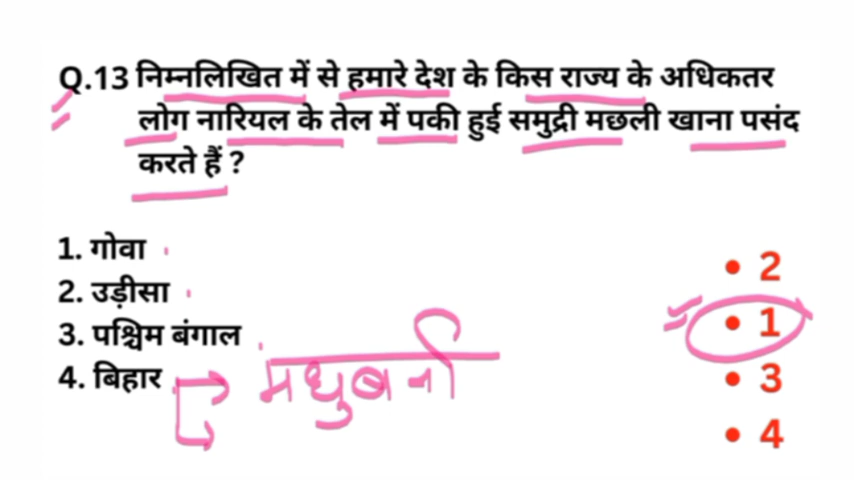 Q.13 निम्नलिखित में से हमारे देश के किस राज्य के अधिकतर
लोग नारियल के तेल में पकी हुई समुद्री मछली खाना पसंद
करते हैं ?
1. गोवा
2. उड़ीसा
3. पश्चिम बंगाल
4. बिहार
मधुबनी
• 2
• 1
• 3
• 4